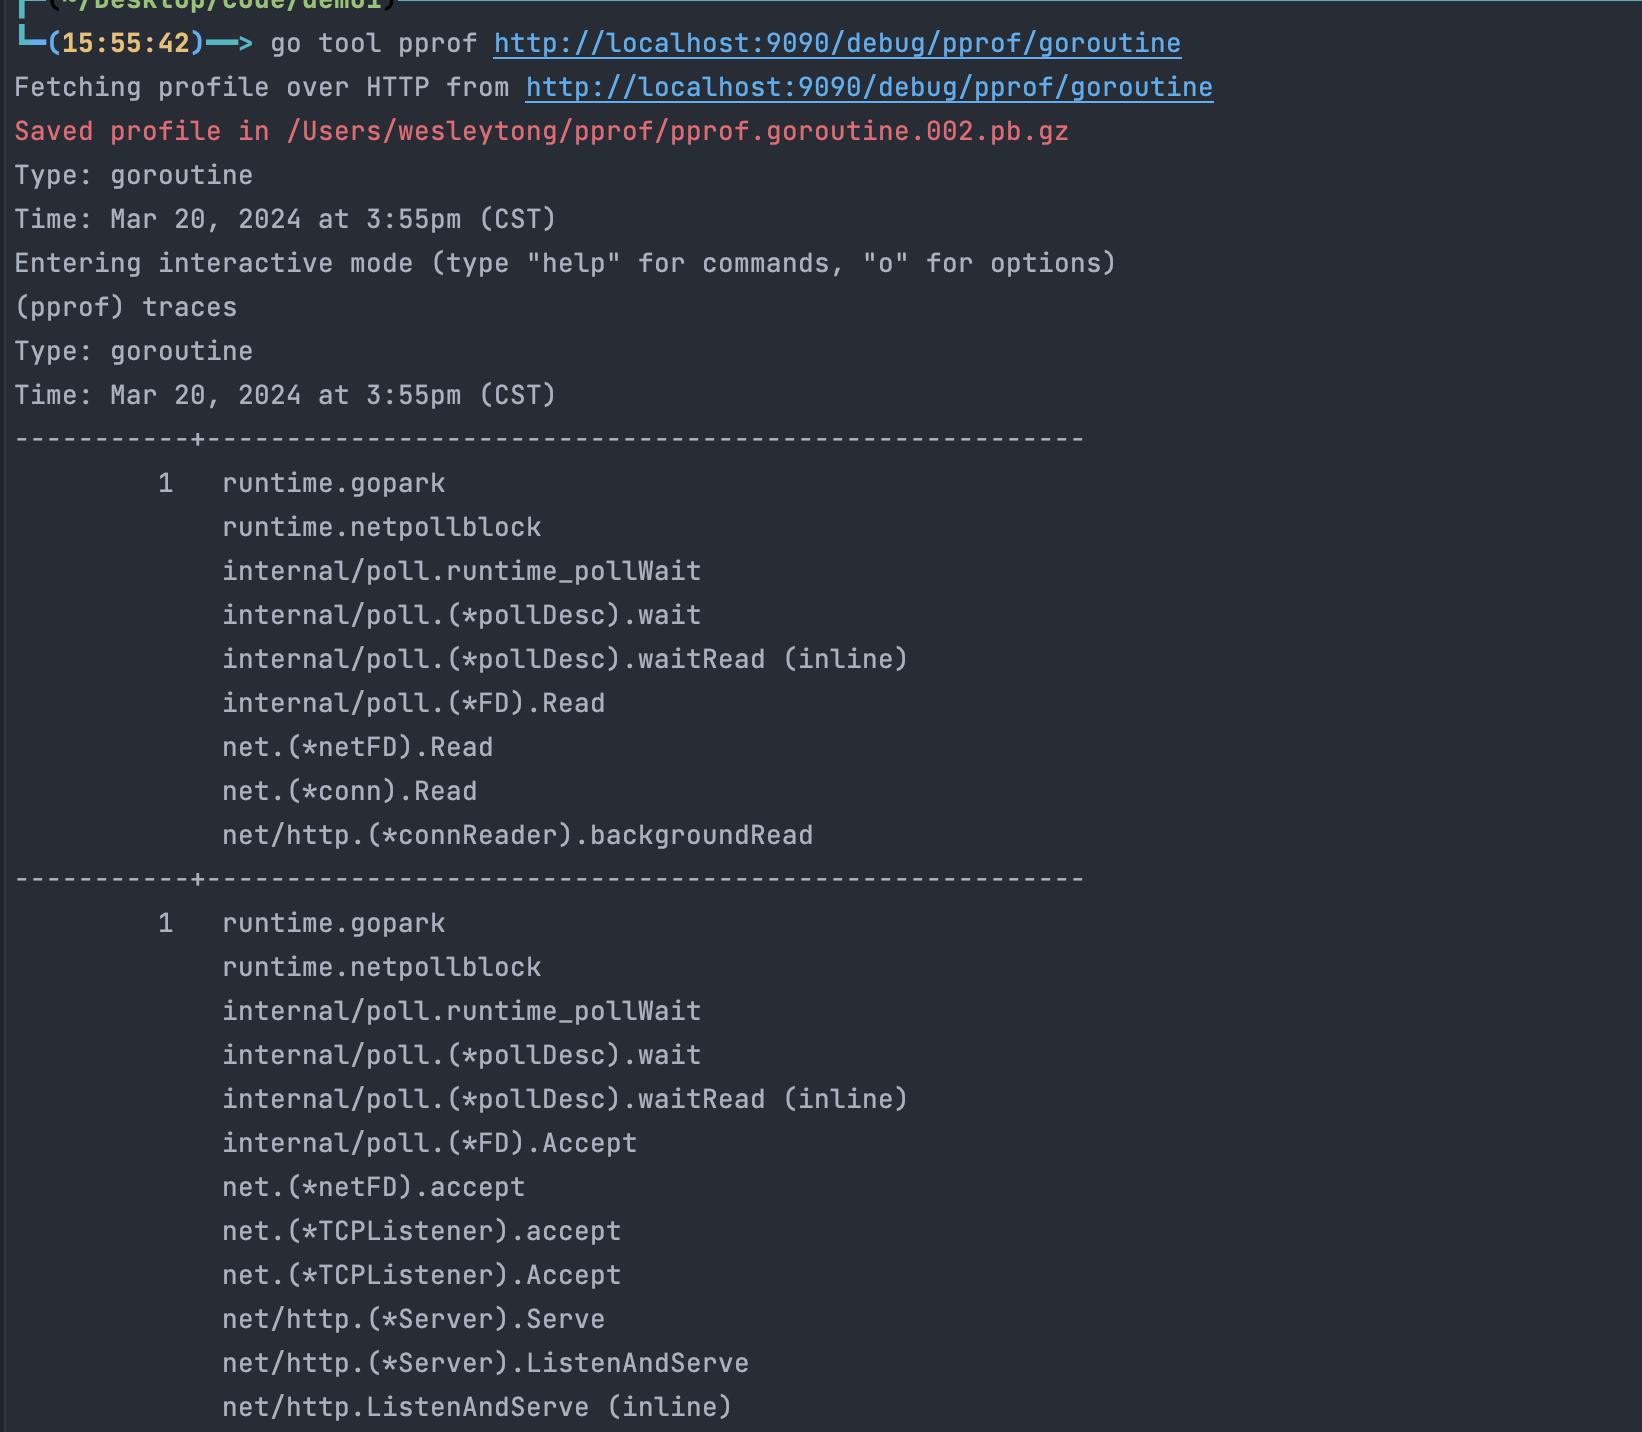 (~/Desktop/code/demo1)
(15:55:42)──> go tool pprof http://localhost:9090/debug/pprof/goroutine
Fetching profile over HTTP from http://localhost:9090/debug/pprof/goroutine
Saved profile in /Users/wesleytong/pprof/pprof.goroutine.002.pb.gz
Type: goroutine
Time: Mar 20, 2024 at 3:55pm (CST)
Entering interactive mode (type "help" for commands, "o" for options)
(pprof) traces
Type: goroutine
Time: Mar 20, 2024 at 3:55pm (CST)
-----------+-------------------------------------------------------
1 runtime.gopark
runtime.netpollblock
internal/poll.runtime_pollWait
internal/poll.(*pollDesc).wait
internal/poll.(*pollDesc).waitRead (inline)
internal/poll.(*FD).Read
net.(*netFD).Read
net.(*conn).Read
net/http.(*connReader).backgroundRead
-----------+-------------------------------------------------------
1 runtime.gopark
runtime.netpollblock
internal/poll.runtime_pollWait
internal/poll.(*pollDesc).wait
internal/poll.(*pollDesc).waitRead (inline)
internal/poll.(*FD).Accept
net.(*netFD).accept
net.(*TCPListener).accept
net.(*TCPListener).Accept
net/http.(*Server).Serve
net/http.(*Server).ListenAndServe
net/http.ListenAndServe (inline)